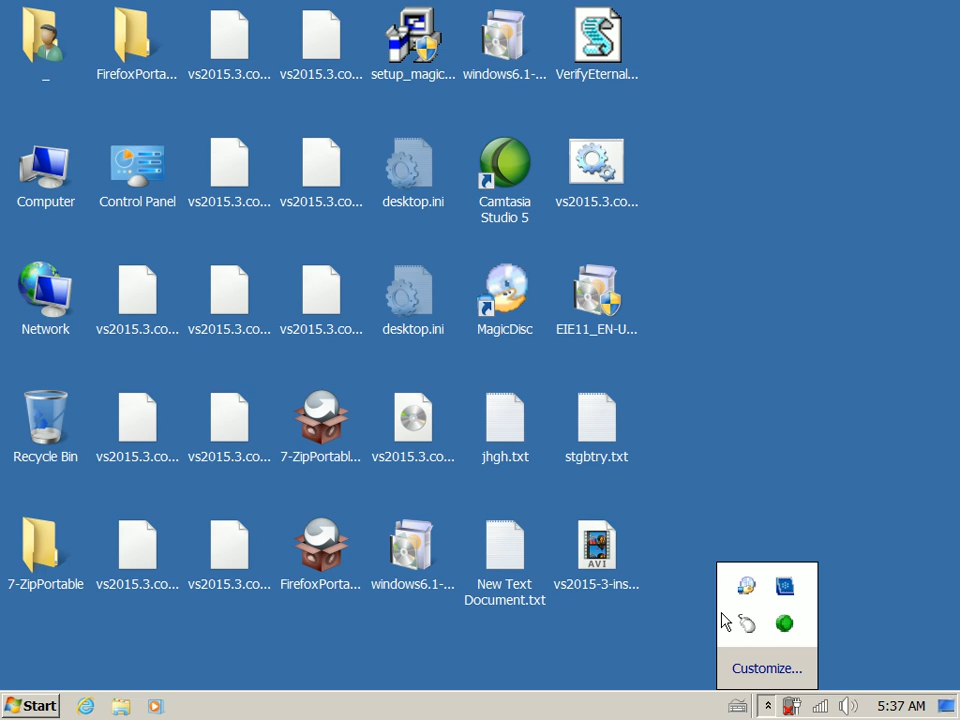 _
FirefoxPorta...
vs2015.3.co...
vs2015.3.co...
setup_magic...
windows6.1-...
VerifyEternal...
Computer
Control Panel
vs2015.3.co...
vs2015.3.co...
desktop.ini
Camtasia
Studio 5
vs2015.3.co...
Network
vs2015.3.co...
vs2015.3.co...
vs2015.3.co...
desktop.ini
MagicDisc
EIE11_EN-U...
Recycle Bin
vs2015.3.co...
vs2015.3.co...
7-ZipPortabl...
vs2015.3.co...
jhgh.txt
stgbtry.txt
7-ZipPortable
vs2015.3.co...
vs2015.3.co...
FirefoxPorta...
windows6.1-...
New Text
Document.txt
AVI
vs2015-3-ins...
Customize...
Start
5:37 AM